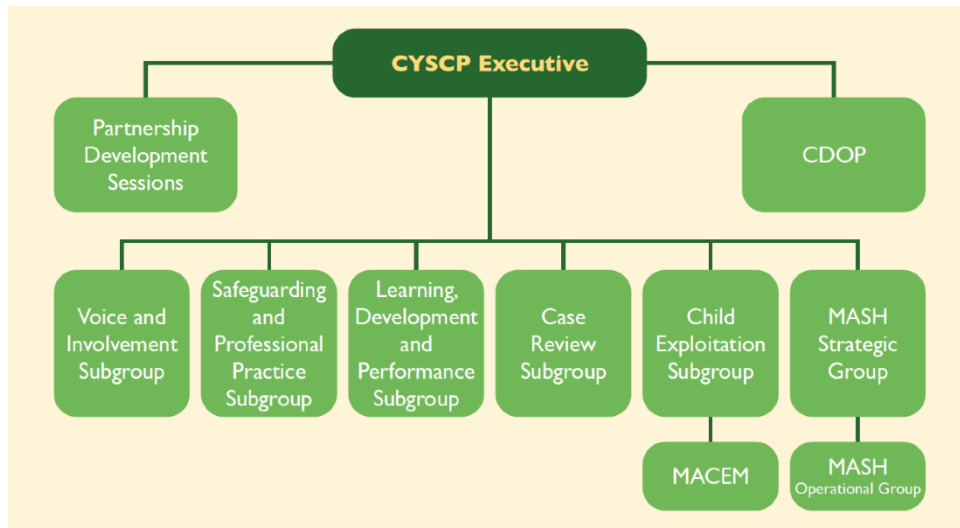 CYSCP Executive
Partnership
Development
Sessions
CDOP
Voice and
Involvement
Subgroup
Safeguarding
and
Professional
Practice
Subgroup
Learning,
Development
and
Performance
Subgroup
Case
Review
Subgroup
Child
Exploitation
Subgroup
MASH
Strategic
Group
MACEM
MASH
Operational Group